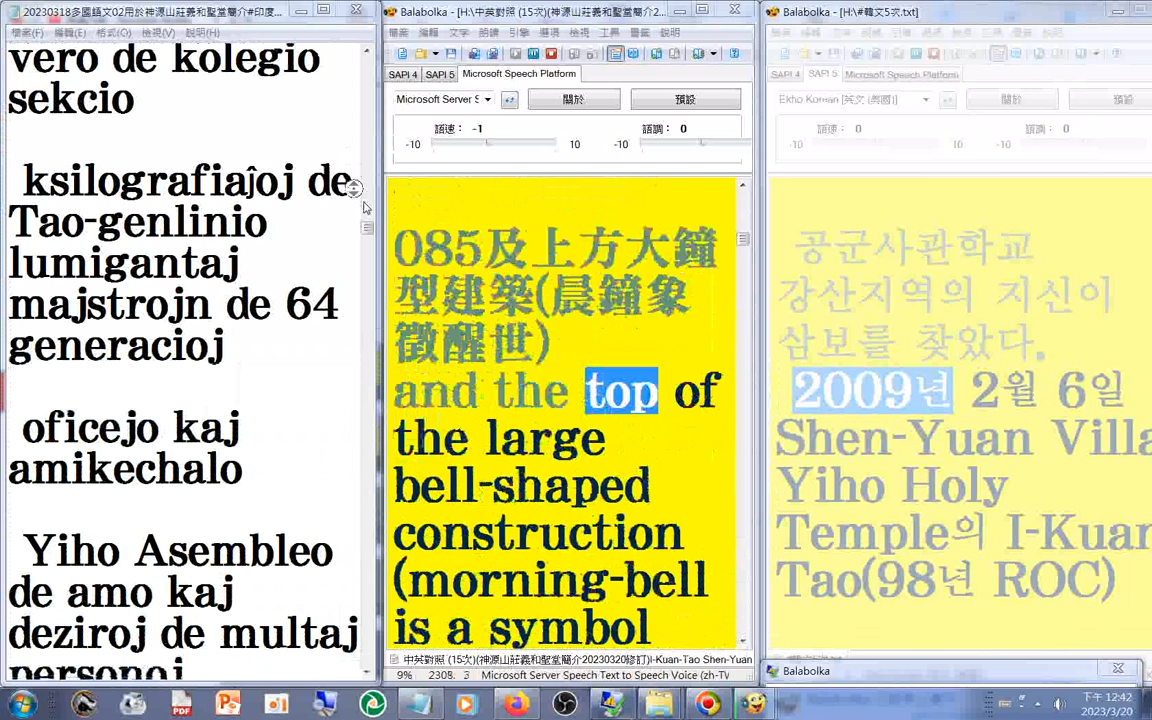 20230318多國語文02用於神源山莊義和聖堂簡介#印度...
檔案(F) 編輯(E) 格式(O) 檢視(V) 說明(H)
vero de kolegio
sekcio
ksilografiaĵoj de
Tao-genlinio
lumigantaj
majstrojn de 64
generacioj
oficejo kaj
amikechalo
Yiho Asembleo
de amo kaj
deziroj de multaj
personoj
Balabolka - [H:\中英對照 (15次)(神源山莊義和聖堂簡介2...
檔案 編輯 文字 朗讀 引擎 選項 檢視 工具 書籤 說明
SAPI 4 SAPI 5 Microsoft Speech Platform
Microsoft Server S
關於
預設
語速: -1
語調: 0
-10 10 -10
085及上方大鐘
型建築(晨鐘象
徵醒世)
and the top of
the large
bell-shaped
construction
(morning-bell
is a symbol
中英對照 (15次)(神源山莊義和聖堂簡介20230320修訂)I-Kuan-Tao Shen-Yuan
9% 2308: 3 Microsoft Server Speech Text to Speech Voice (zh-TV
Balabolka - [H:\#韓文5次.txt]
SAPI 4 SAPI 5 Microsoft Speech Platform
Ekho Korean [英文 (美國)]
關於
預設
語速: 0
語調: 0
-10 10 -10
공군사관학교
강산지역의 지신이
삼보를 찾았다.
2009년 2월 6일
Shen-Yuan Villa
Yiho Holy
Temple의 I-Kuan
Tao(98년 ROC)
Balabolka
下午 12:42
2023/3/20